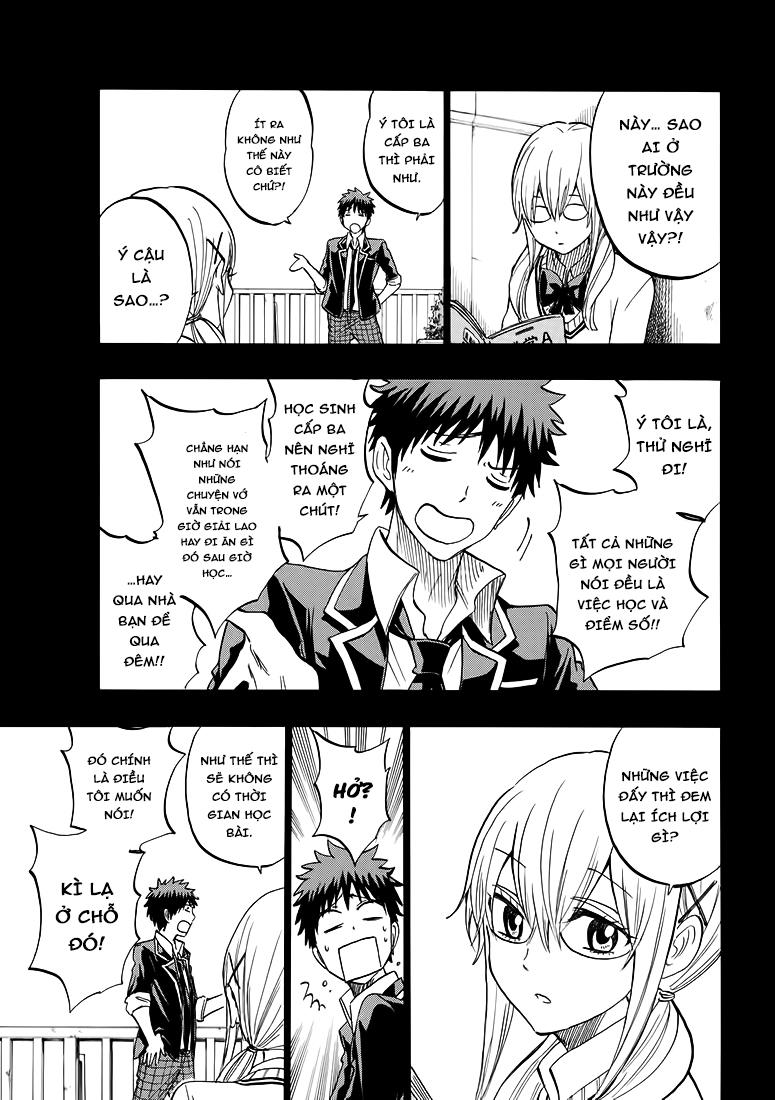 NÀY... SAO
AI Ở
TRƯỜNG
NÀY ĐỀU
NHƯ VẬY
VẬY?!
Ý TÔI LÀ
CẤP BA
THÌ PHẢI
NHƯ.
ÍT RA
KHÔNG NHƯ
THẾ NÀY
CÔ BIẾT
CHỨ?!
Ý CẬU
LÀ
SAO...?
Ý TÔI LÀ,
THỬ NGHĨ
ĐI!
TẤT CẢ NHỮNG
GÌ MỌI NGƯỜI
NÓI ĐỀU LÀ
VIỆC HỌC VÀ
ĐIỂM SỐ!!
HỌC SINH
CẤP BA
NÊN NGHĨ
THOÁNG
RA MỘT
CHÚT!
CHẲNG HẠN
NHƯ NÓI
NHỮNG
CHUYỆN VỚ
VẨN TRONG
GIỜ GIẢI LAO
HAY ĐI ĂN GÌ
ĐÓ SAU GIỜ
HỌC...
...HAY
QUA NHÀ
BẠN ĐỂ
QUA
ĐÊM!!
NHỮNG VIỆC
ĐẤY THÌ ĐEM
LẠI ÍCH LỢI
GÌ?
HỞ?
!
NHƯ THẾ THÌ
SẼ KHÔNG
CÓ THỜI
GIAN HỌC
BÀI.
ĐÓ CHÍNH
LÀ ĐIỀU
TÔI MUỐN
NÓI!
KÌ LẠ
Ở CHỖ
ĐÓ!